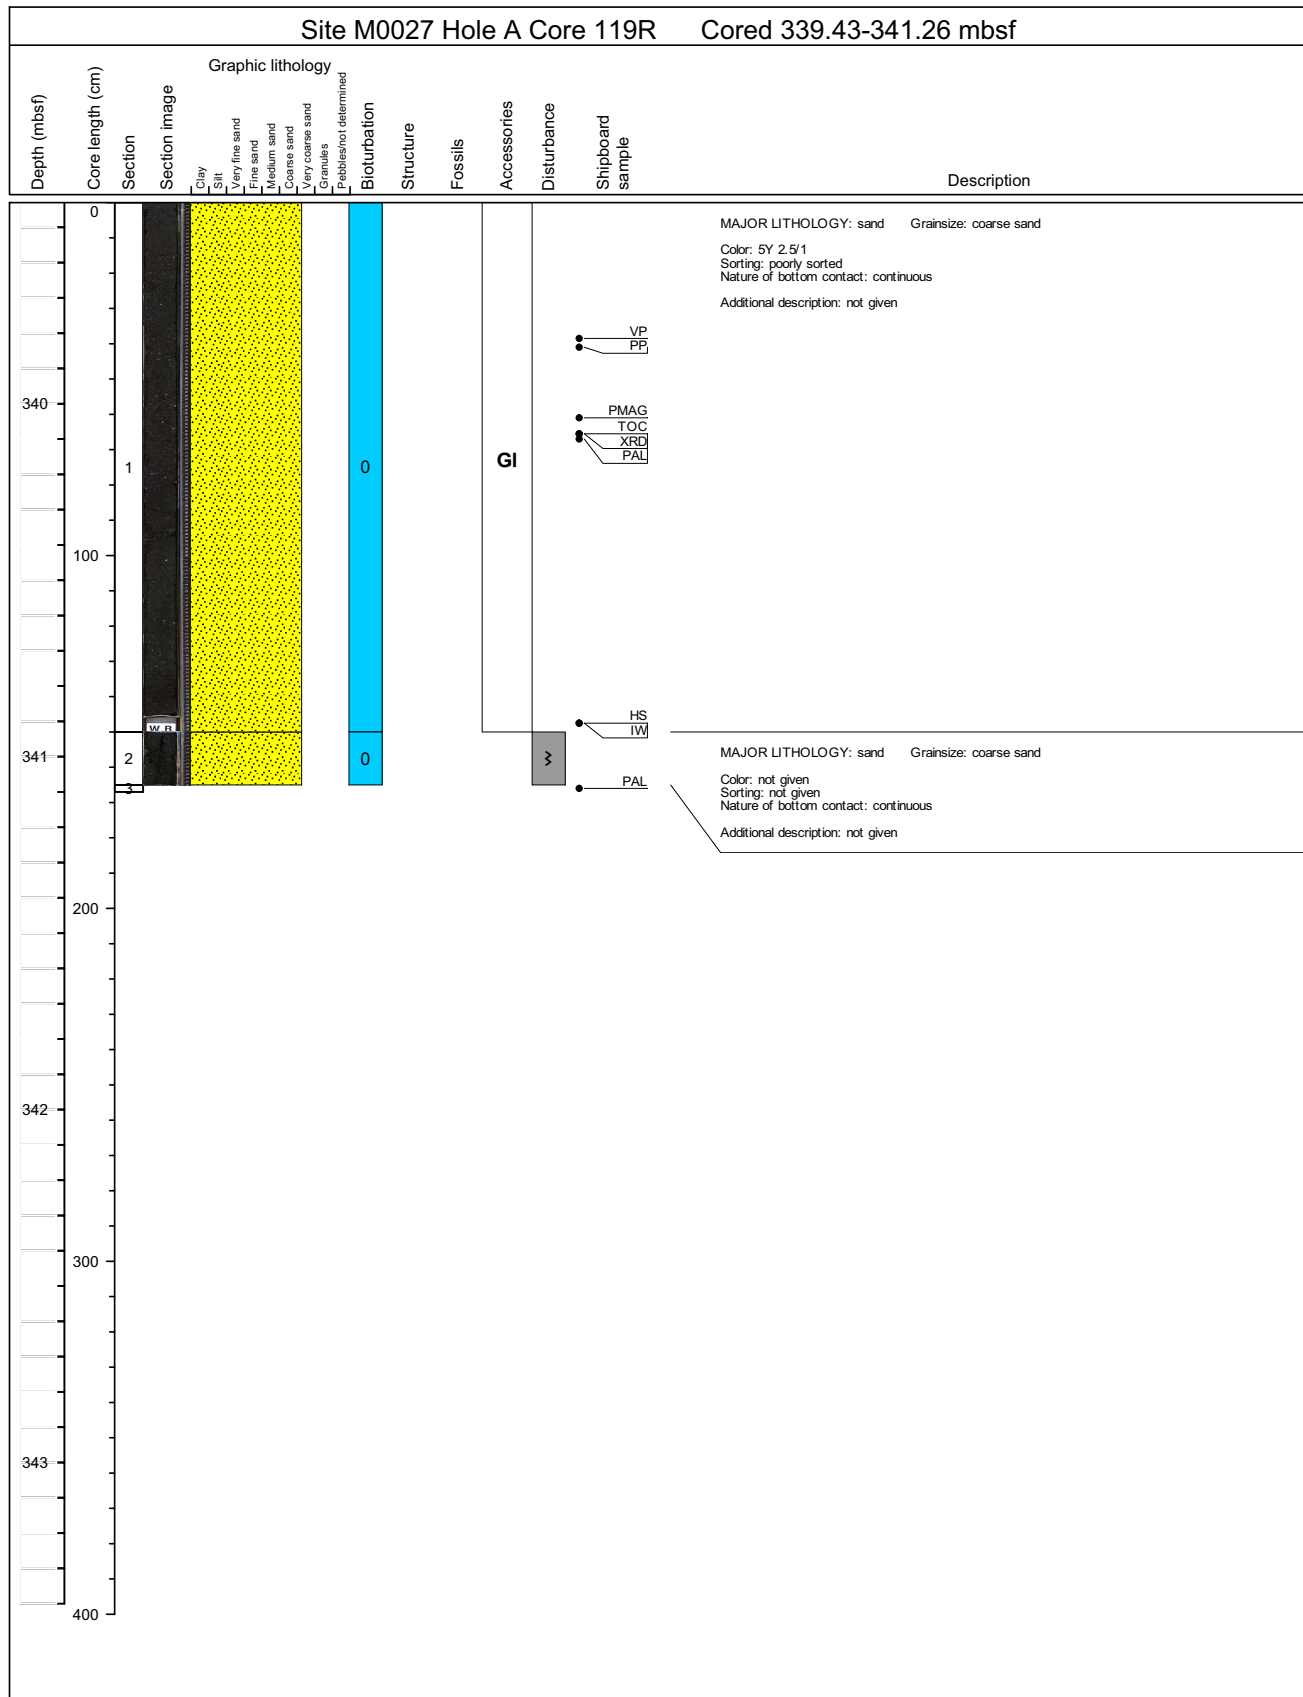 Site M0027 Hole A Core 119R Cored 339.43-341.26 mbsf
Graphic lithology
Depth (mbsf)
Core length (cm)
Section
Section image
Clay
Silt
Very fine sand
Fine sand
Medium sand
Coarse sand
Very coarse sand
Granules
Pebbles/not determined
Bioturbation
Structure
Fossils
Accessories
Disturbance
Shipboard
sample
Description
0
MAJOR LITHOLOGY: sand Grainsize: coarse sand
Color: 5Y 2.5/1
Sorting: poorly sorted
Nature of bottom contact: continuous
Additional description: not given
VP
PP
340
PMAG
TOC
XRD
PAL
1
0
Gl
100
HS
IW
W R
341
2
0
MAJOR LITHOLOGY: sand Grainsize: coarse sand
Color: not given
Sorting: not given
Nature of bottom contact: continuous
Additional description: not given
3
PAL
200
342
300
343
400